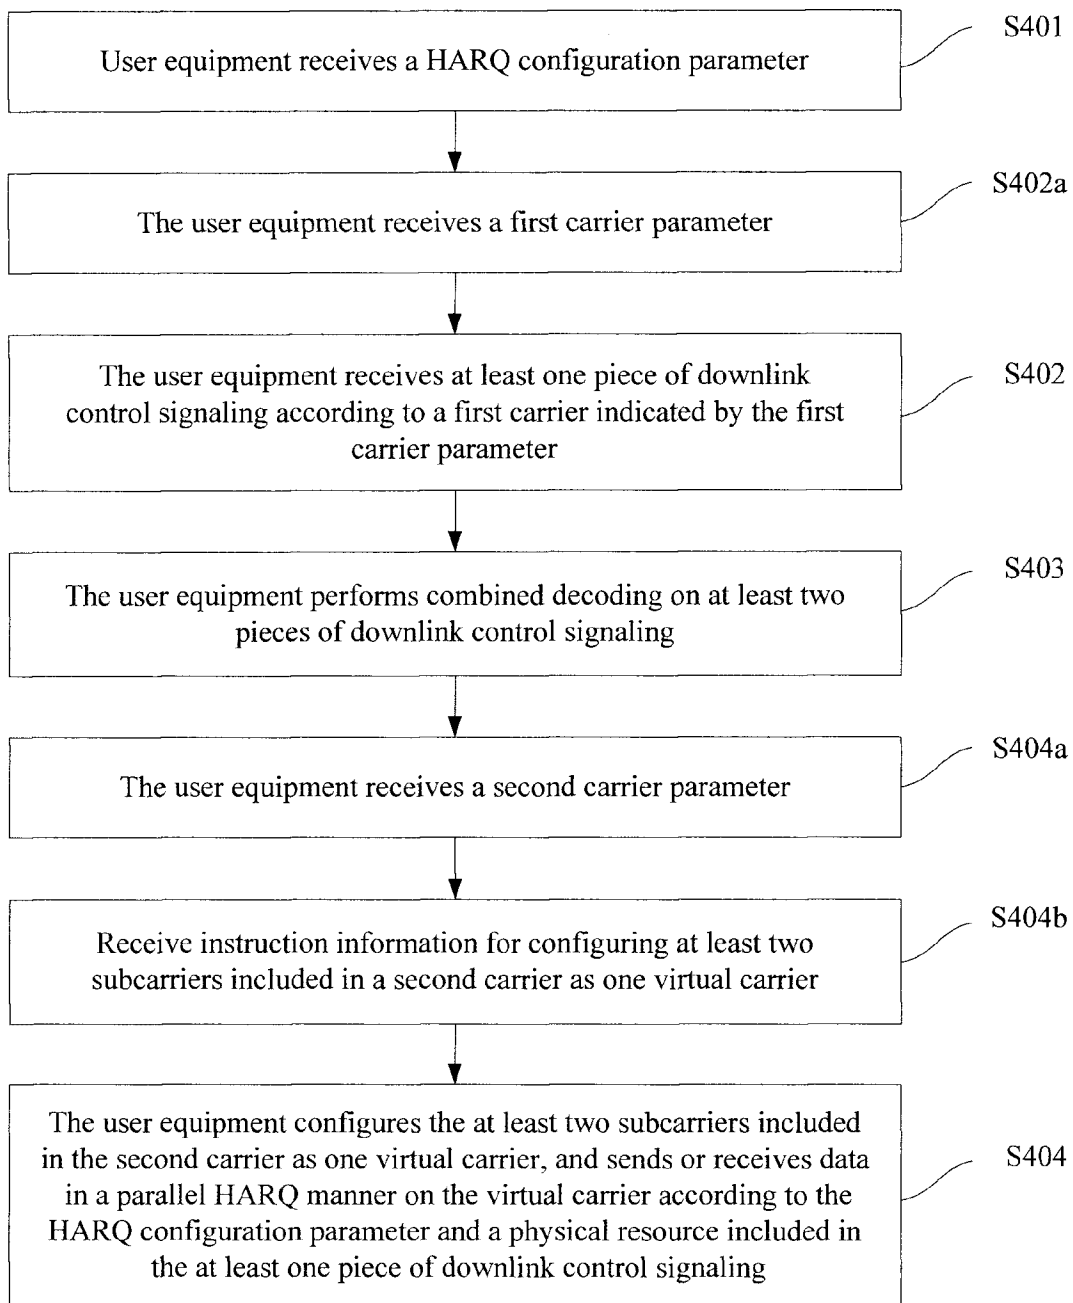 S401
User equipment receives a HARQ configuration parameter
S402a
The user equipment receives a first carrier parameter
S402
The user equipment receives at least one piece of downlink
control signaling according to a first carrier indicated by the first
carrier parameter
S403
The user equipment performs combined decoding on at least two
pieces of downlink control signaling
S404a
The user equipment receives a second carrier parameter
S404b
Receive instruction information for configuring at least two
subcarriers included in a second carrier as one virtual carrier
S404
The user equipment configures the at least two subcarriers included
in the second carrier as one virtual carrier, and sends or receives data
in a parallel HARQ manner on the virtual carrier according to the
HARQ configuration parameter and a physical resource included in
the at least one piece of downlink control signaling